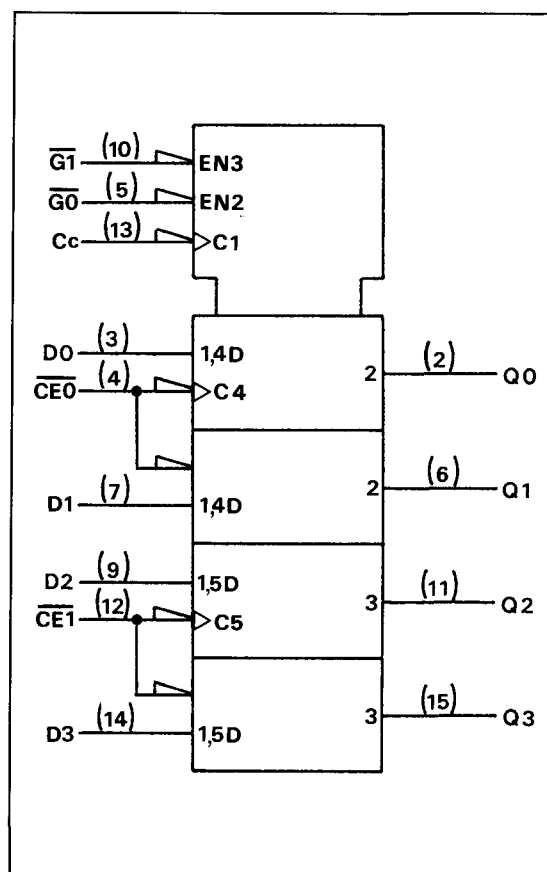 G1 (10) EN3
G0 (5) EN2
Cc (13) C1
D0 (3) 1,4D
2 (2) Q0
CE0 (4) C4
2 (6) Q1
D1 (7) 1,4D
D2 (9) 1,5D
3 (11) Q2
CE1 (12) C5
3 (15) Q3
D3 (14) 1,5D